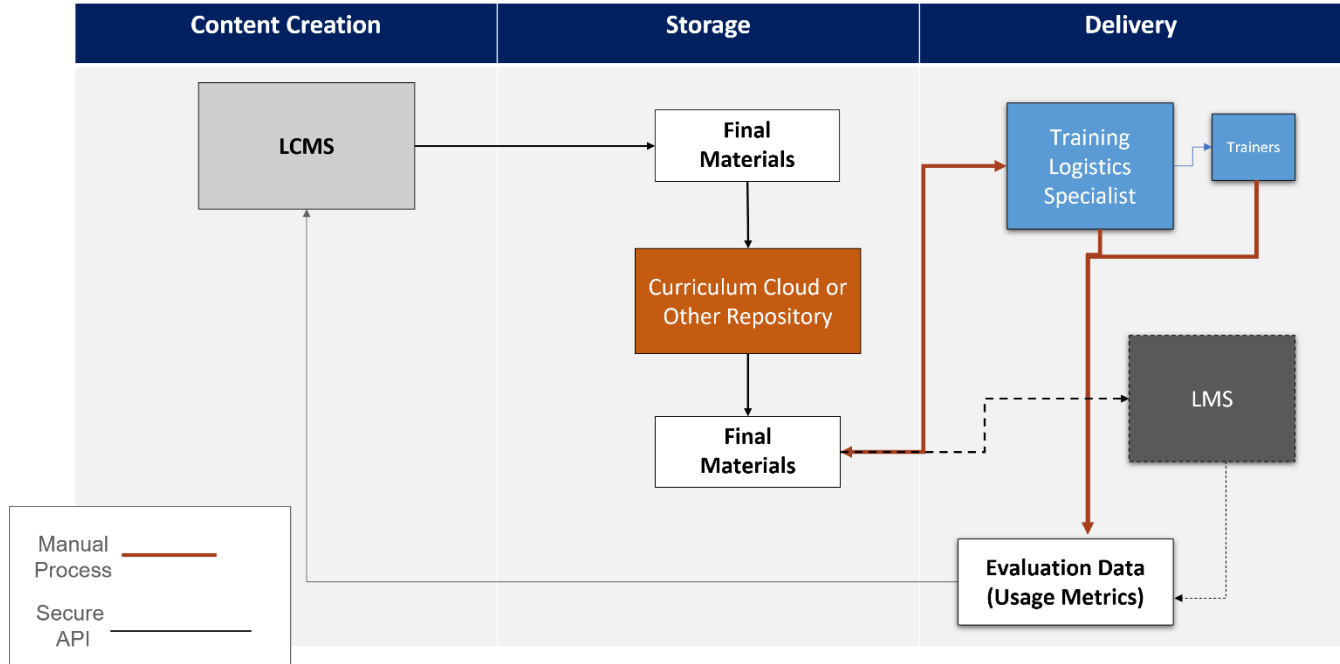 Content Creation
Storage
Delivery
LCMS
Final
Materials
Training
Logistics
Specialist
Trainers
Curriculum Cloud or
Other Repository
LMS
Final
Materials
Evaluation Data
(Usage Metrics)
Manual
Process
Secure
API